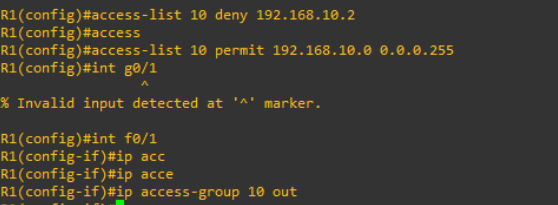 R1(config)#access-list 10 deny 192.168.10.2
R1(config)#access
R1(config)#access-list 10 permit 192.168.10.0 0.0.0.255
R1(config)#int g0/1
^
% Invalid input detected at '^' marker.
R1(config)#int f0/1
R1(config-if)#ip acc
R1(config-if)#ip acce
R1(config-if)#ip access-group 10 out